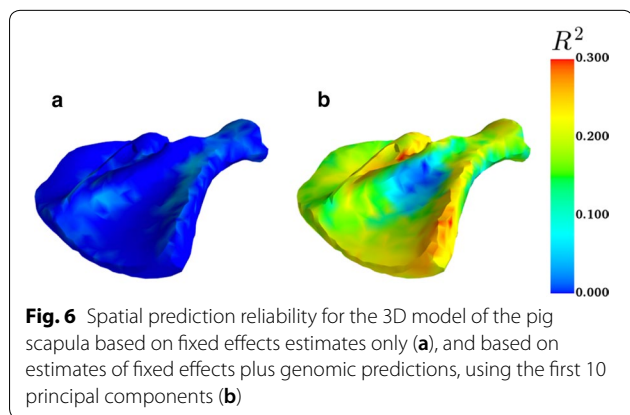 R²
0.300
a
b
0.200
0.100
0.000
Fig. 6 Spatial prediction reliability for the 3D model of the pig
scapula based on fixed effects estimates only (a), and based on
estimates of fixed effects plus genomic predictions, using the first 10
principal components (b)